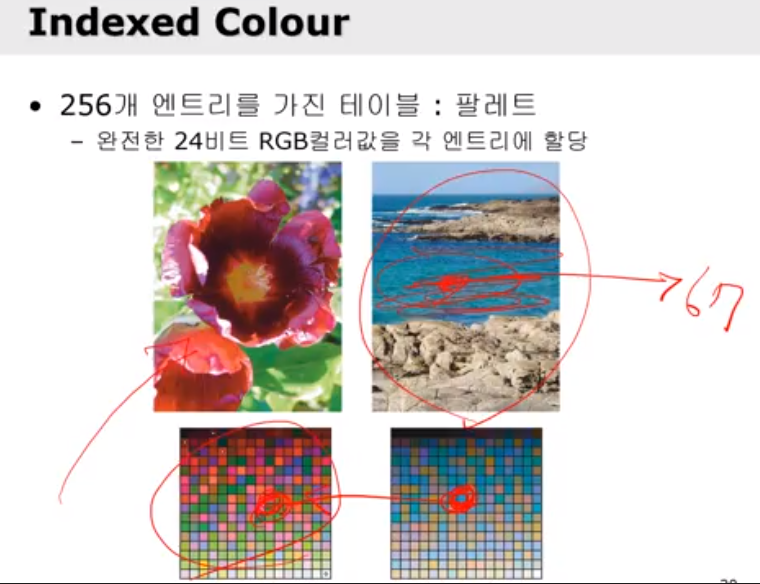 Indexed Colour
• 256개 엔트리를 가진 테이블 : 팔레트
– 완전한 24비트 RGB컬러값을 각 엔트리에 할당